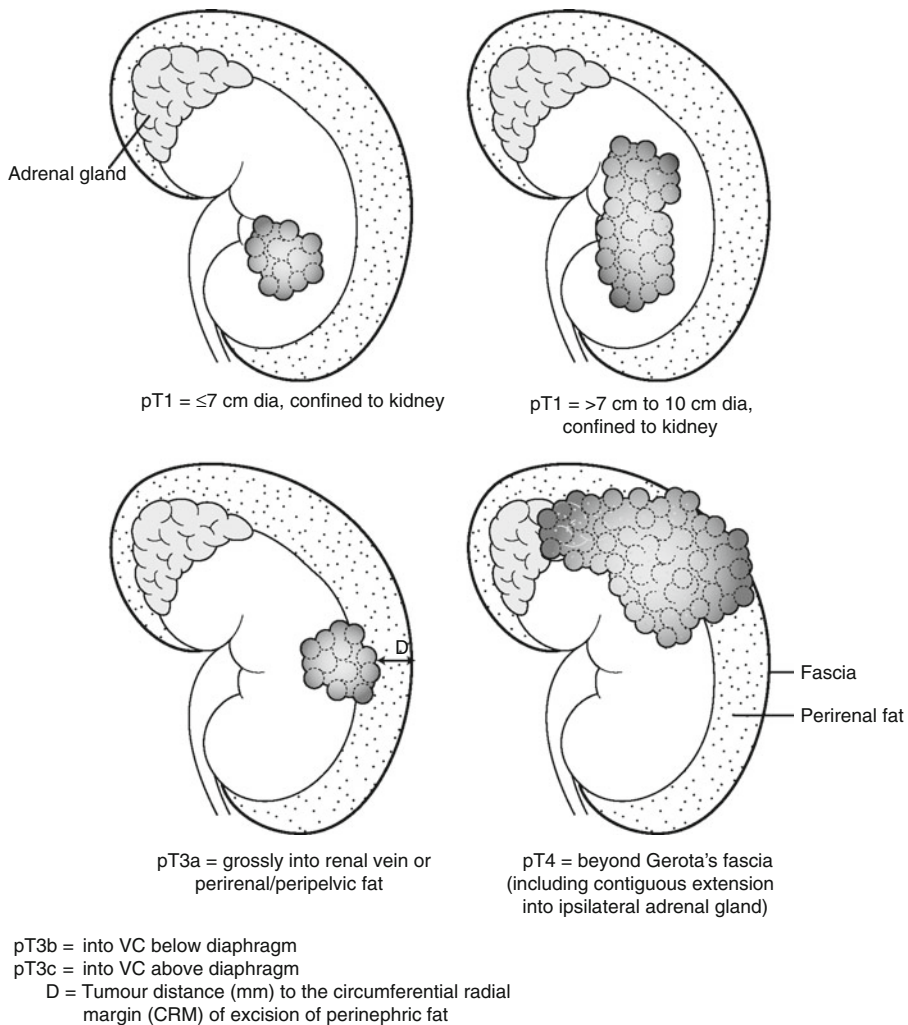 Adrenal gland
pT1 = ≤7 cm dia, confined to kidney
pT1 = >7 cm to 10 cm dia,
confined to kidney
D
Fascia
Perirenal fat
pT3a = grossly into renal vein or
perirenal/peripelvic fat
pT4 = beyond Gerota's fascia
(including contiguous extension
into ipsilateral adrenal gland)
pT3b = into VC below diaphragm
pT3c = into VC above diaphragm
D = Tumour distance (mm) to the circumferential radial
margin (CRM) of excision of perinephric fat